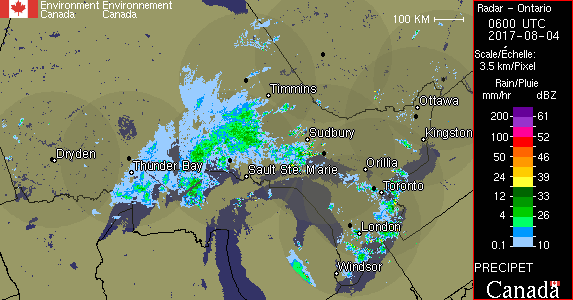 Environment Environnement
Canada Canada
100 KM
Timmins
Ottawa
Sudbury
Kingston
Dryden
Thunder Bay
Sault Ste. Marie
Orillia
Toronto
London
Windsor
Radar - Ontario
0600 UTC
2017-08-04
Scale/Échelle:
3.5 km/Pixel
Rain/Pluie
mm/hr dBZ
200 61
100 52
50 46
24 39
12 33
4 26
0.1 10
PRECIPET
Canada